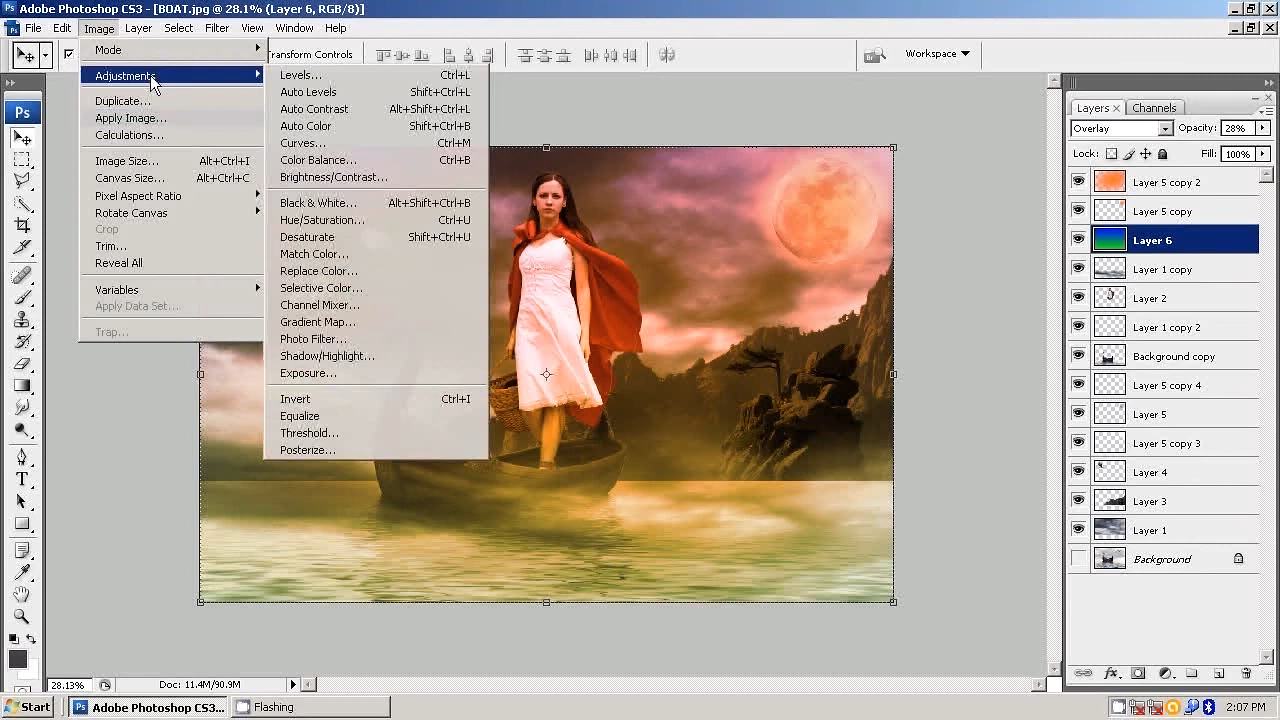 Adobe Photoshop CS3 - [BOAT.jpg @ 28.1% (Layer 6, RGB/8)]
File Edit Image Layer Select Filter View Window Help
Transform Controls
Workspace
Mode
Adjustments
Duplicate...
Apply Image...
Calculations...
Image Size... Alt+Ctrl+I
Canvas Size... Alt+Ctrl+C
Pixel Aspect Ratio
Rotate Canvas
Crop
Trim...
Reveal All
Variables
Apply Data Set...
Trap...
Levels... Ctrl+L
Auto Levels Shift+Ctrl+L
Auto Contrast Alt+Shift+Ctrl+L
Auto Color Shift+Ctrl+B
Curves... Ctrl+M
Color Balance... Ctrl+B
Brightness/Contrast...
Black & White... Alt+Shift+Ctrl+B
Hue/Saturation... Ctrl+U
Desaturate Shift+Ctrl+U
Match Color...
Replace Color...
Selective Color...
Channel Mixer...
Gradient Map...
Photo Filter...
Shadow/Highlight...
Exposure...
Invert Ctrl+I
Equalize
Threshold...
Posterize...
Ps
Layers Channels
Overlay Opacity: 28%
Lock: Fill: 100%
Layer 5 copy 2
Layer 5 copy
Layer 6
Layer 1 copy
Layer 2
Layer 1 copy 2
Background copy
Layer 5 copy 4
Layer 5
Layer 5 copy 3
Layer 4
Layer 3
Layer 1
Background
28.13% Doc: 11.4M/90.9M
Start Adobe Photoshop CS3... Flashing 2:07 PM